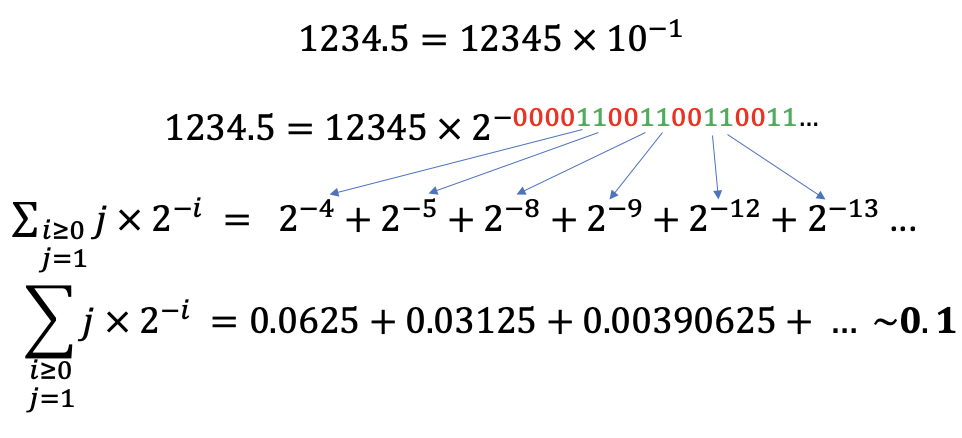 1234.5 = 12345 × 10⁻¹
1234.5 = 12345 × 2⁻⁰⁰⁰⁰¹¹⁰⁰¹¹⁰⁰¹¹⁰⁰¹¹...
∑ i≥0 j=1 j × 2⁻ⁱ = 2⁻⁴ + 2⁻⁵ + 2⁻⁸ + 2⁻⁹ + 2⁻¹² + 2⁻¹³ ...
∑ i≥0 j=1 j × 2⁻ⁱ = 0.0625 + 0.03125 + 0.00390625 + ... ~0.1